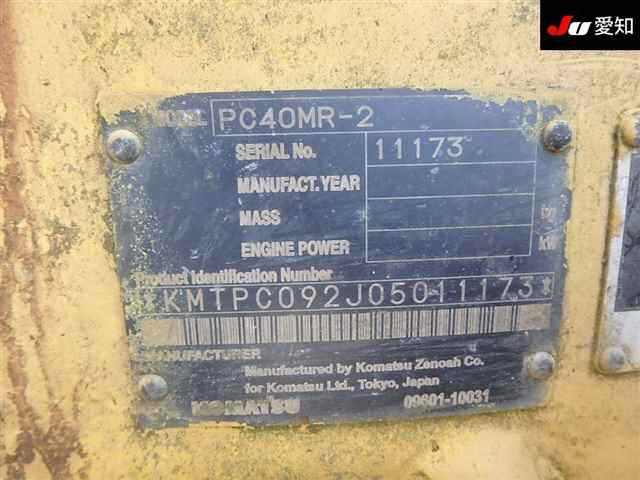 JU 愛知
MODEL PC40MR-2
SERIAL No. 11173
MANUFACT.YEAR
MASS kg
ENGINE POWER kW
Product Identification Number
*KMTPC092J05011173*
MANUFACTURER
Manufactured by Komatsu Zenoah Co.
for Komatsu Ltd., Tokyo, Japan
KOMATSU 09601-10031